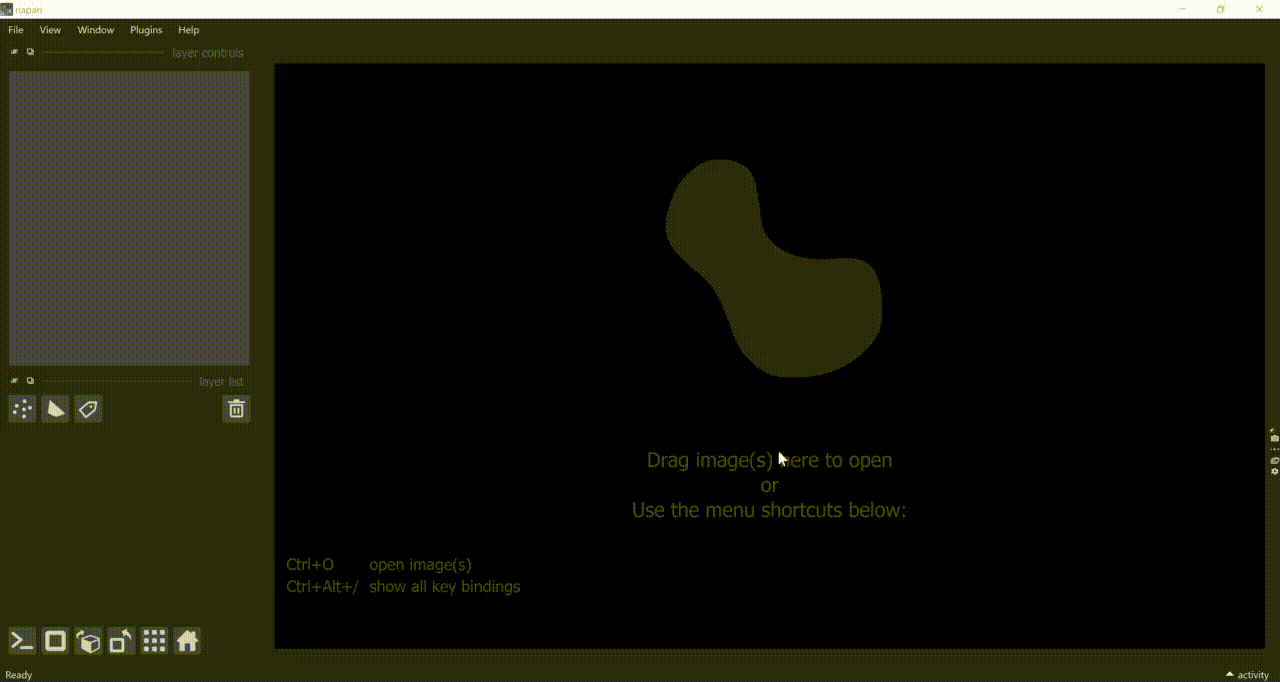 napari
File View Window Plugins Help
layer controls
layer list
Drag image(s) here to open
or
Use the menu shortcuts below:
Ctrl+O open image(s)
Ctrl+Alt+/ show all key bindings
Ready
activity